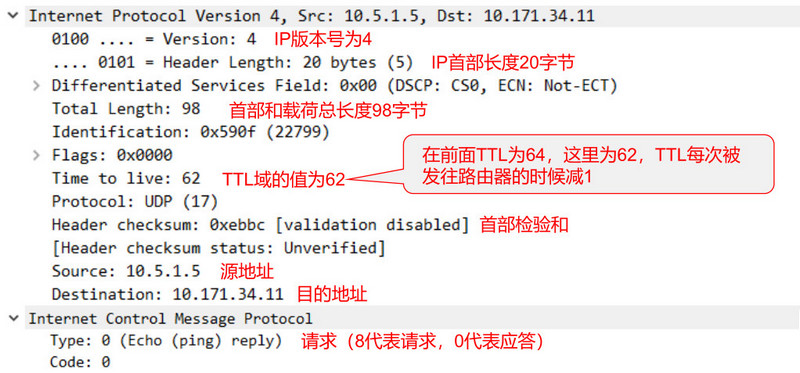 Internet Protocol Version 4, Src: 10.5.1.5, Dst: 10.171.34.11
0100 .... = Version: 4 IP版本号为4
.... 0101 = Header Length: 20 bytes (5) IP首部长度20字节
Differentiated Services Field: 0x00 (DSCP: CS0, ECN: Not-ECT)
Total Length: 98 首部和载荷总长度98字节
Identification: 0x590f (22799)
Flags: 0x0000
在前面TTL为64，这里为62，TTL每次被
发往路由器的时候减1
Time to live: 62 TTL域的值为62
Protocol: UDP (17)
Header checksum: 0xebbc [validation disabled] 首部检验和
[Header checksum status: Unverified]
Source: 10.5.1.5 源地址
Destination: 10.171.34.11 目的地址
Internet Control Message Protocol
Type: 0 (Echo (ping) reply) 请求（8代表请求，0代表应答）
Code: 0